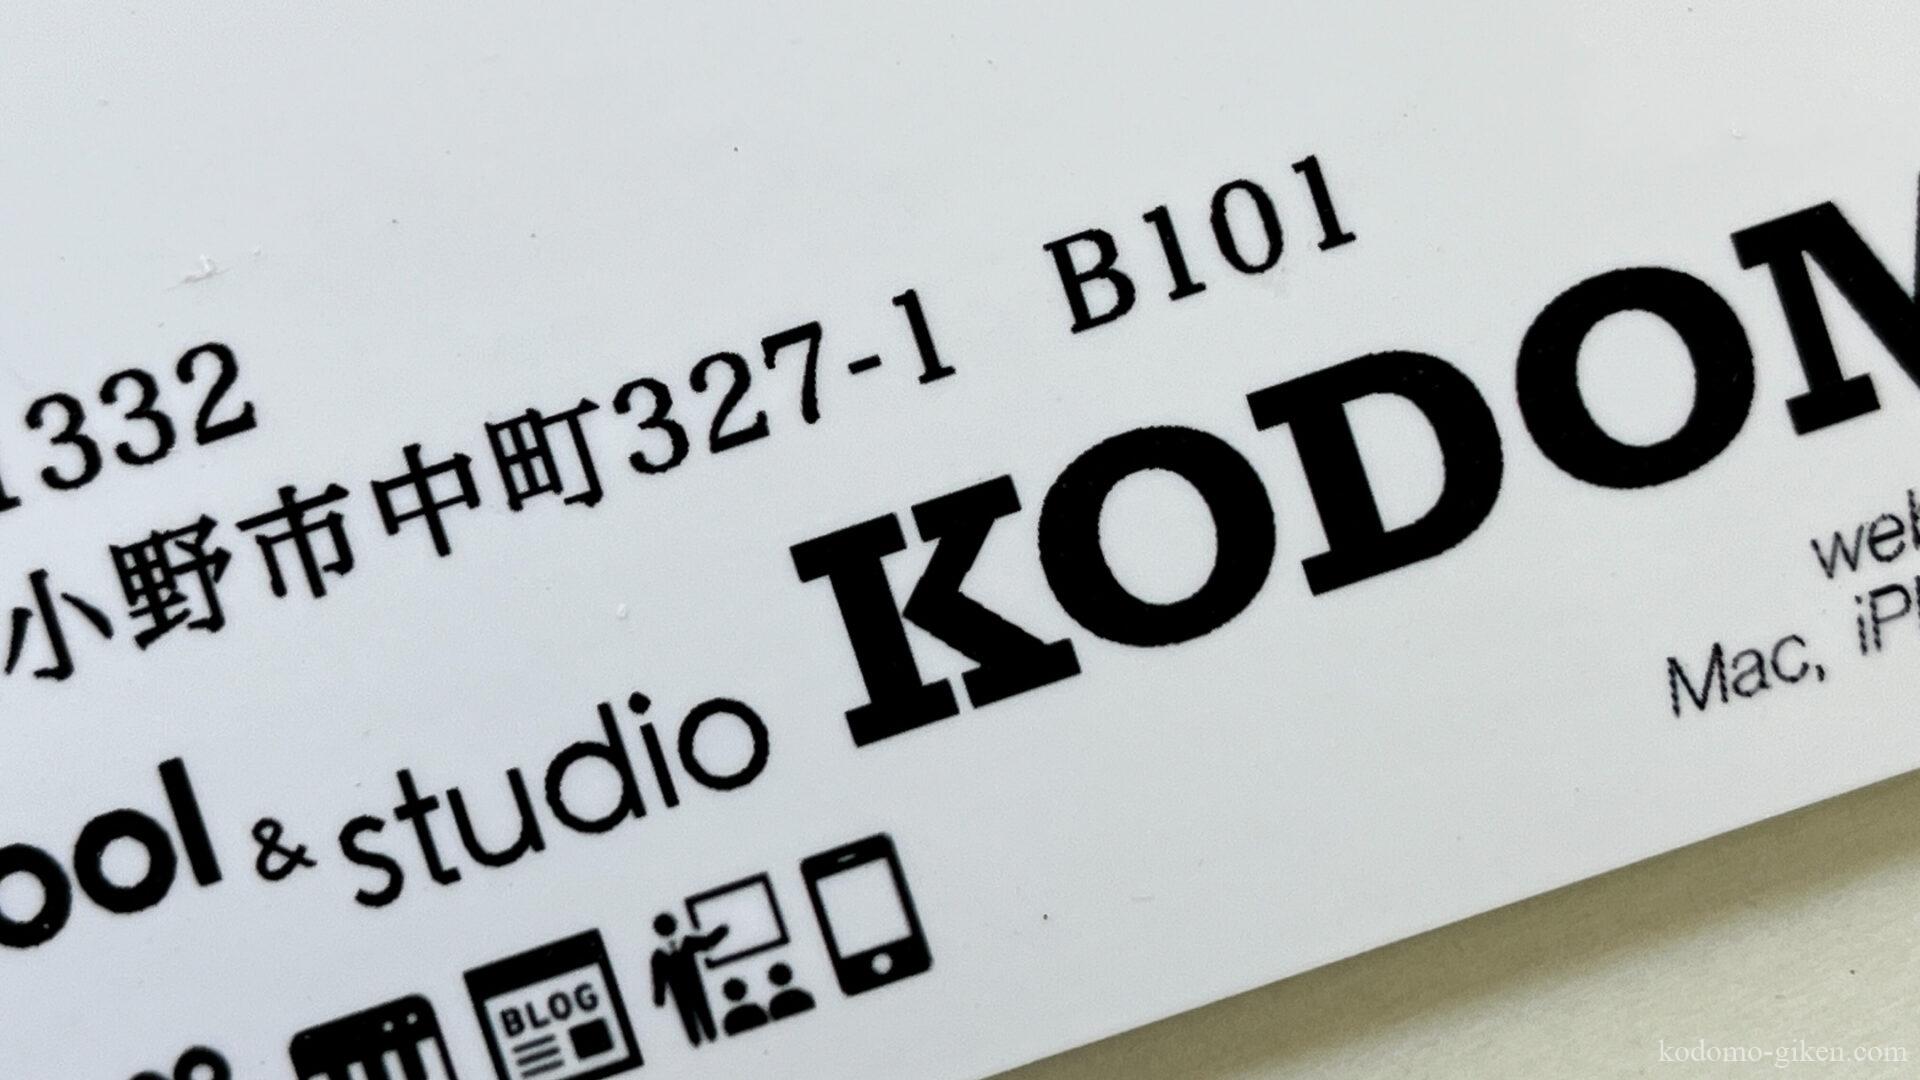 1332
小野市中町327-1 B101
ool & studio KODOM
web
Mac, iPh
BLOG
kodomo-giken.com